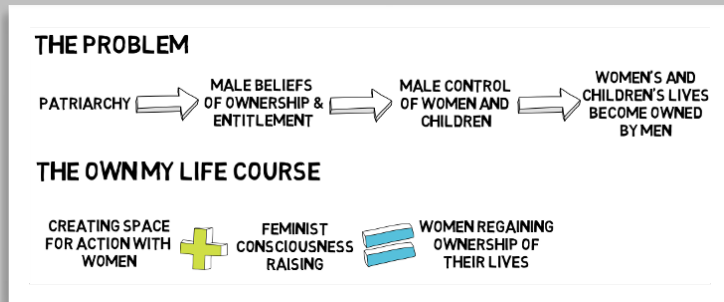 THE PROBLEM
PATRIARCHY
MALE BELIEFS
OF OWNERSHIP &
ENTITLEMENT
MALE CONTROL
OF WOMEN AND
CHILDREN
WOMEN'S AND
CHILDREN'S LIVES
BECOME OWNED
BY MEN
THE OWN MY LIFE COURSE
CREATING SPACE
FOR ACTION WITH
WOMEN
FEMINIST
CONSCIOUSNESS
RAISING
WOMEN REGAINING
OWNERSHIP OF
THEIR LIVES